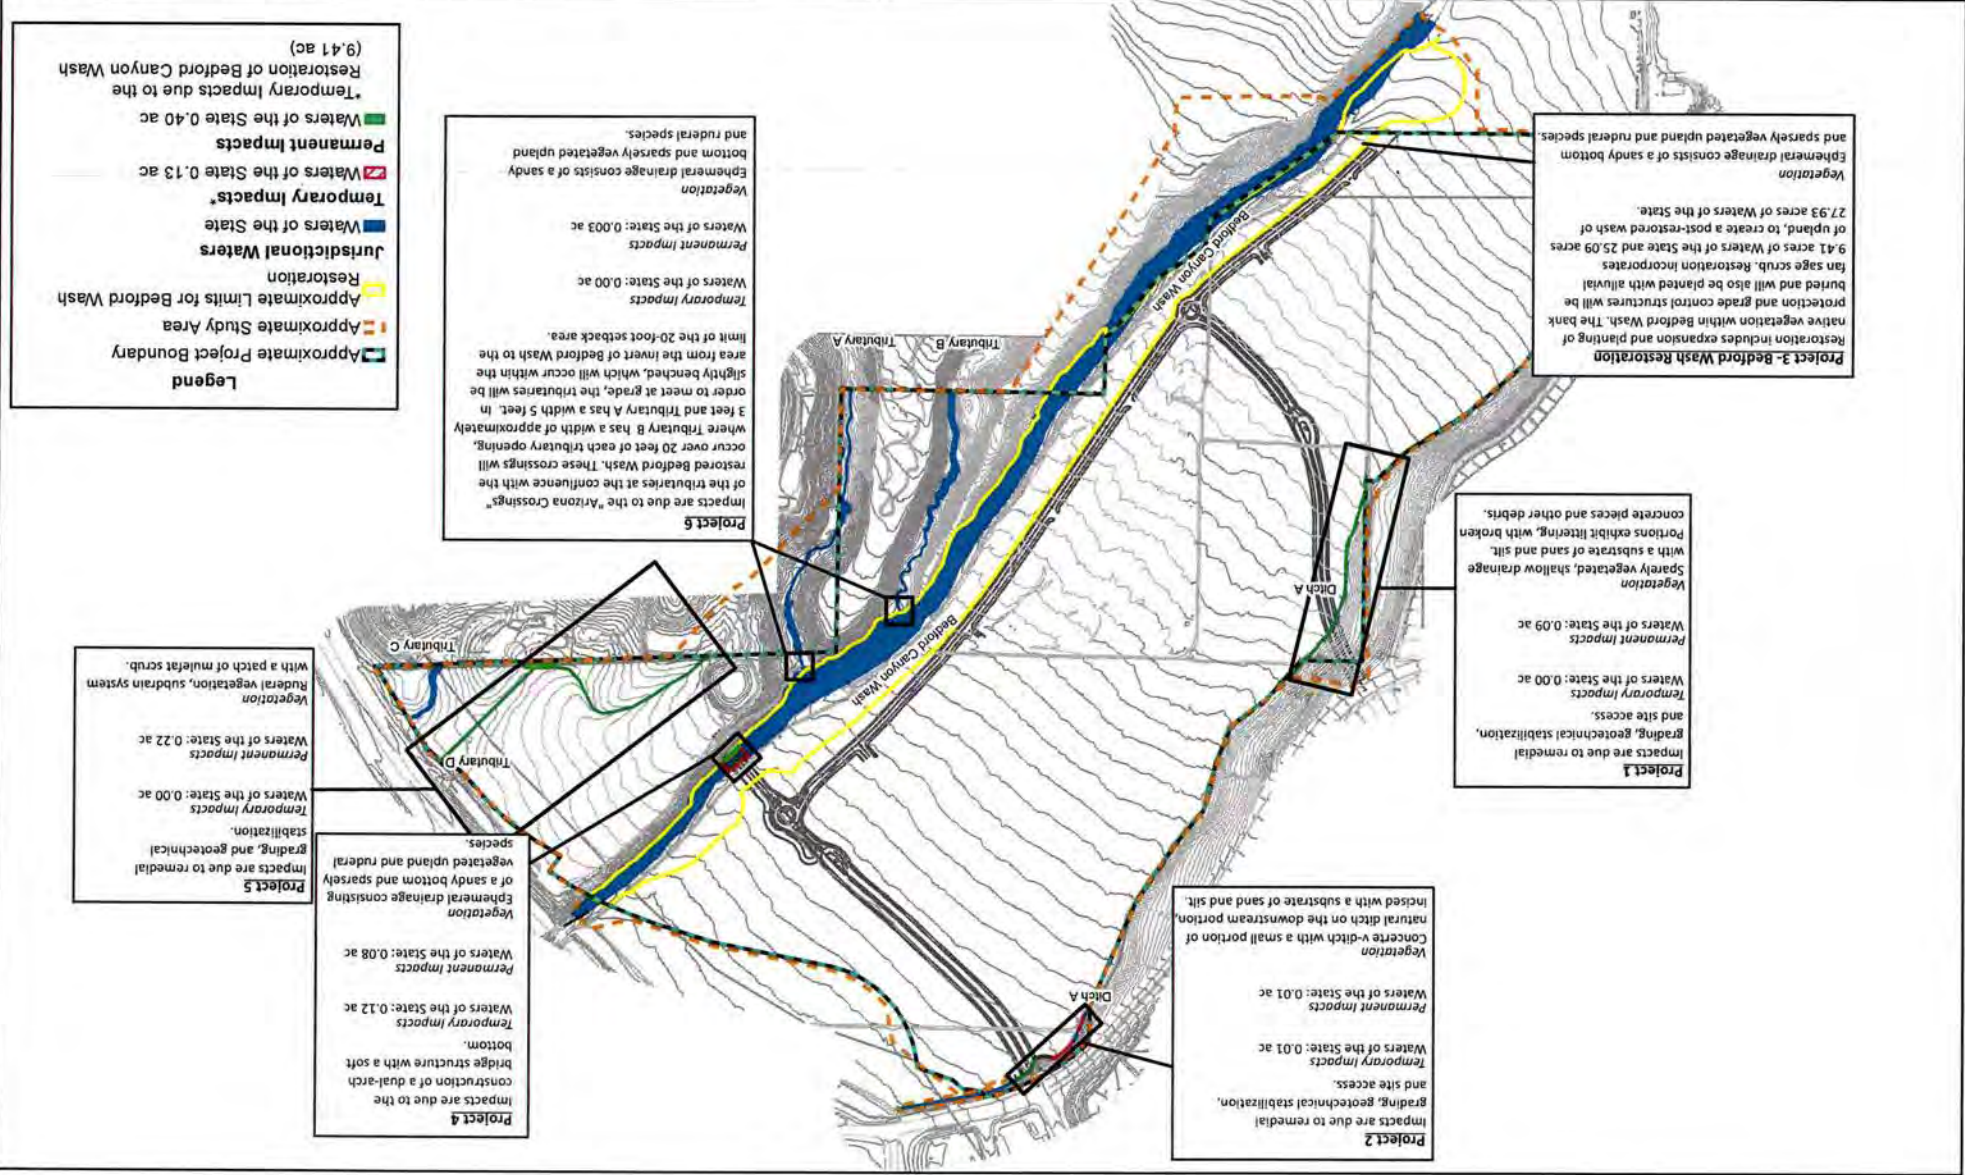 Project 2
Impacts are due to remedial
grading, geotechnical stabilization,
and site access.
Temporary Impacts
Waters of the State: 0.01 ac
Permanent Impacts
Waters of the State: 0.01 ac
Vegetation
Concerte v-ditch with a small portion of
natural ditch on the downstream portion,
incised with a substrate of sand and silt.
Ditch A
Project 4
Impacts are due to the
construction of a dual-arch
bridge structure with a soft
bottom.
Temporary Impacts
Waters of the State: 0.12 ac
Permanent Impacts
Waters of the State: 0.08 ac
Vegetation
Ephemeral drainage consisting
of a sandy bottom and sparsely
vegetated upland and ruderal
species.
Project 5
Impacts are due to remedial
grading, and geotechnical
stabilization.
Temporary Impacts
Waters of the State: 0.00 ac
Permanent Impacts
Waters of the State: 0.22 ac
Vegetation
Ruderal vegetation, subdrain system
with a patch of mulefat scrub.
Tributary D
Tributary C
Project 1
Impacts are due to remedial
grading, geotechnical stabilization,
and site access.
Temporary Impacts
Waters of the State: 0.00 ac
Permanent Impacts
Waters of the State: 0.09 ac
Vegetation
Sparely vegetated, shallow drainage
with a substrate of sand and silt.
Portions exhibit littering, with broken
concrete pieces and other debris.
Ditch A
Bedford Canyon Wash
Project 6
Impacts are due to the "Arizona Crossings"
of the tributaries at the confluence with the
restored Bedford Wash. These crossings will
occur over 20 feet of each tributary opening,
where Tributary B has a width of approximately
3 feet and Tributary A has a width 5 feet. In
order to meet at grade, the tributaries will be
slightly benched, which will occur within the
area from the invert of Bedford Wash to the
limit of the 20-foot setback area.
Temporary Impacts
Waters of the State: 0.00 ac
Permanent Impacts
Waters of the State: 0.003 ac
Vegetation
Ephemeral drainage consists of a sandy
bottom and sparsely vegetated upland
and ruderal species.
Tributary B
Tributary A
Bedford Canyon Wash
Project 3- Bedford Wash Restoration
Restoration includes expansion and planting of
native vegetation within Bedford Wash. The bank
protection and grade control structures will be
buried and will also be planted with alluvial
fan sage scrub. Restoration incorporates
9.41 acres of Waters of the State and 25.09 acres
of upland, to create a post-restored wash of
27.93 acres of Waters of the State.
Vegetation
Ephemeral drainage consists of a sandy bottom
and sparsely vegetated upland and ruderal species.
Legend
Approximate Project Boundary
Approximate Study Area
Approximate Limits for Bedford Wash
Restoration
Jurisdictional Waters
Waters of the State
Temporary Impacts*
Waters of the State 0.13 ac
Permanent Impacts
Waters of the State 0.40 ac
*Temporary Impacts due to the
Restoration of Bedford Canyon Wash
(9.41 ac)